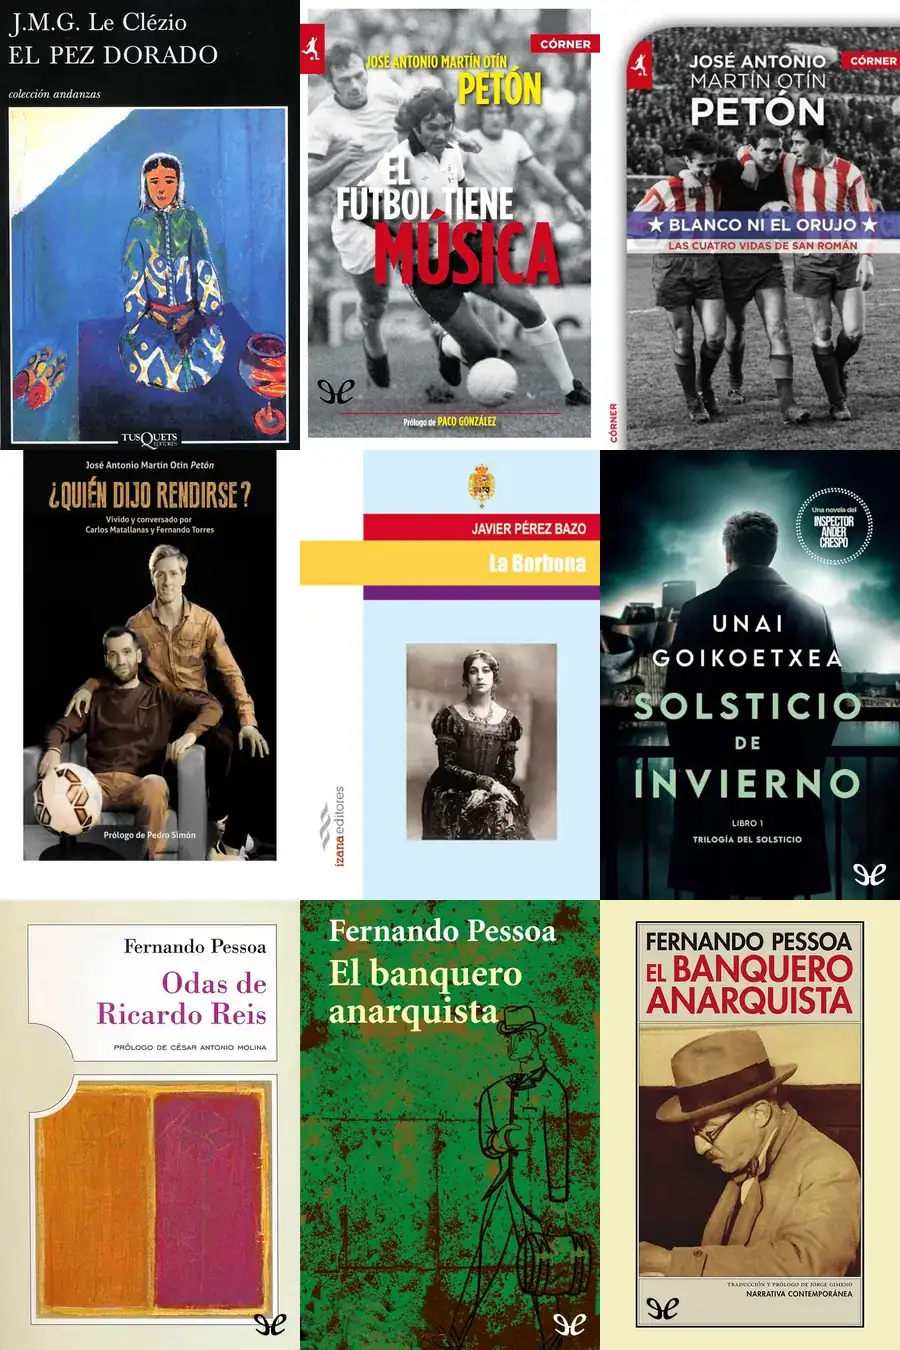 J.M.G. Le Clézio
EL PEZ DORADO
colección andanzas
TUSQUETS
EDITORES
CÓRNER
JOSÉ ANTONIO MARTÍN OTÍN
PETÓN
EL
FÚTBOL TIENE
MÚSICA
Prólogo de PACO GONZÁLEZ
CÓRNER
JOSÉ ANTONIO
MARTÍN OTÍN
PETÓN
★ BLANCO NI EL ORUJO ★
LAS CUATRO VIDAS DE SAN ROMÁN
CÓRNER
José Antonio Martín Otín Petón
¿QUIÉN DIJO RENDIRSE?
Vivido y conversado por
Carlos Matallanas y Fernando Torres
Prólogo de Pedro Simón
JAVIER PÉREZ BAZO
La Borbona
izana editores
Una novela del
INSPECTOR
ANDER
CRESPO
UNAI
GOIKOETXEA
SOLSTICIO
DE
INVIERNO
LIBRO 1
TRILOGÍA DEL SOLSTICIO
Fernando Pessoa
Odas de
Ricardo Reis
PRÓLOGO DE CÉSAR ANTONIO MOLINA
Fernando Pessoa
El banquero
anarquista
FERNANDO PESSOA
EL BANQUERO
ANARQUISTA
TRADUCCIÓN Y PRÓLOGO DE JORGE GIMENO
NARRATIVA CONTEMPORÁNEA